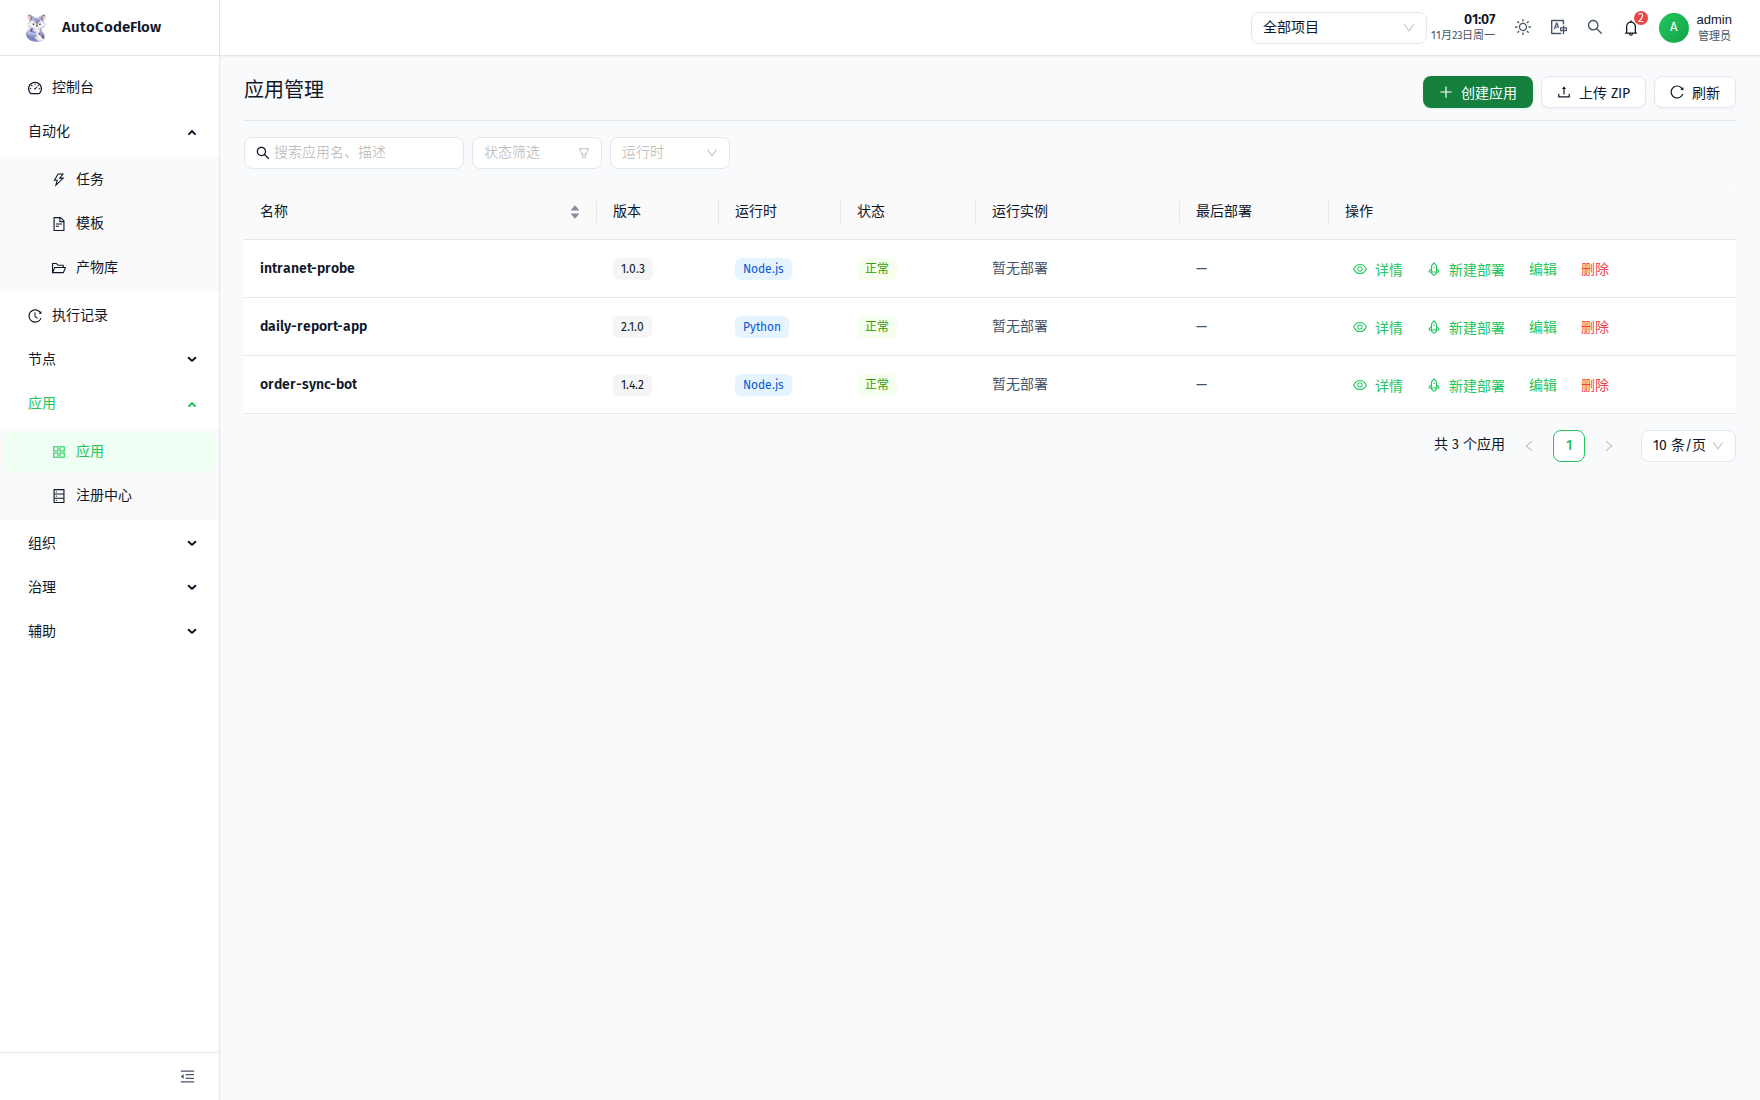 AutoCodeFlow
全部项目
01:07
11月23日周一
2
A
admin
管理员
控制台
自动化
任务
模板
产物库
执行记录
节点
应用
应用
注册中心
组织
治理
辅助
应用管理
创建应用
上传 ZIP
刷新
搜索应用名、描述
状态筛选
运行时
名称 版本 运行时 状态 运行实例 最后部署 操作
intranet-probe 1.0.3 Node.js 正常 暂无部署 — 详情 新建部署 编辑 删除
daily-report-app 2.1.0 Python 正常 暂无部署 — 详情 新建部署 编辑 删除
order-sync-bot 1.4.2 Node.js 正常 暂无部署 — 详情 新建部署 编辑 删除
共 3 个应用 1 10 条/页